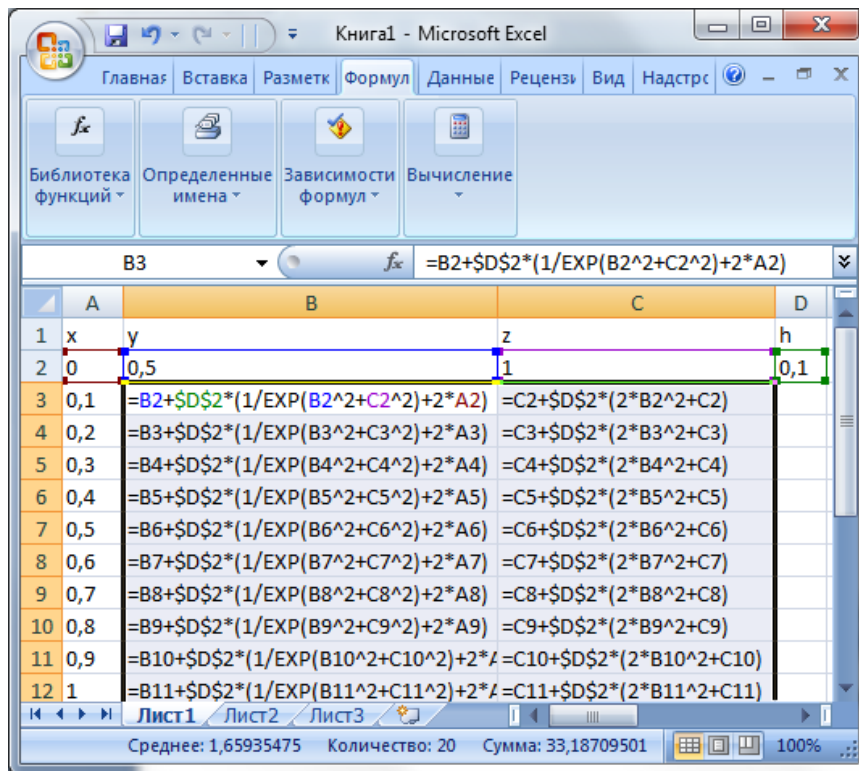 Книга1 - Microsoft Excel
Главная Вставка Разметк Формул Данные Рецензи Вид Надстрс
fx
Библиотека функций Определенные имена Зависимости формул Вычисление
B3 fx =B2+$D$2*(1/EXP(B2^2+C2^2)+2*A2)
A B C D
1 x y z h
2 0 0,5 1 0,1
3 0,1 =B2+$D$2*(1/EXP(B2^2+C2^2)+2*A2) =C2+$D$2*(2*B2^2+C2)
4 0,2 =B3+$D$2*(1/EXP(B3^2+C3^2)+2*A3) =C3+$D$2*(2*B3^2+C3)
5 0,3 =B4+$D$2*(1/EXP(B4^2+C4^2)+2*A4) =C4+$D$2*(2*B4^2+C4)
6 0,4 =B5+$D$2*(1/EXP(B5^2+C5^2)+2*A5) =C5+$D$2*(2*B5^2+C5)
7 0,5 =B6+$D$2*(1/EXP(B6^2+C6^2)+2*A6) =C6+$D$2*(2*B6^2+C6)
8 0,6 =B7+$D$2*(1/EXP(B7^2+C7^2)+2*A7) =C7+$D$2*(2*B7^2+C7)
9 0,7 =B8+$D$2*(1/EXP(B8^2+C8^2)+2*A8) =C8+$D$2*(2*B8^2+C8)
10 0,8 =B9+$D$2*(1/EXP(B9^2+C9^2)+2*A9) =C9+$D$2*(2*B9^2+C9)
11 0,9 =B10+$D$2*(1/EXP(B10^2+C10^2)+2*A =C10+$D$2*(2*B10^2+C10)
12 1 =B11+$D$2*(1/EXP(B11^2+C11^2)+2*A =C11+$D$2*(2*B11^2+C11)
Лист1 Лист2 Лист3
Среднее: 1,65935475 Количество: 20 Сумма: 33,18709501 100%